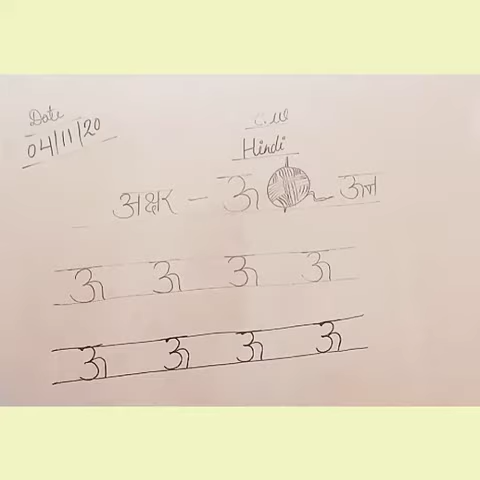 Date
04/11/20
C.W
Hindi
अक्षर - ऊ ऊन
ऊ ऊ ऊ ऊ
ऊ ऊ ऊ ऊ